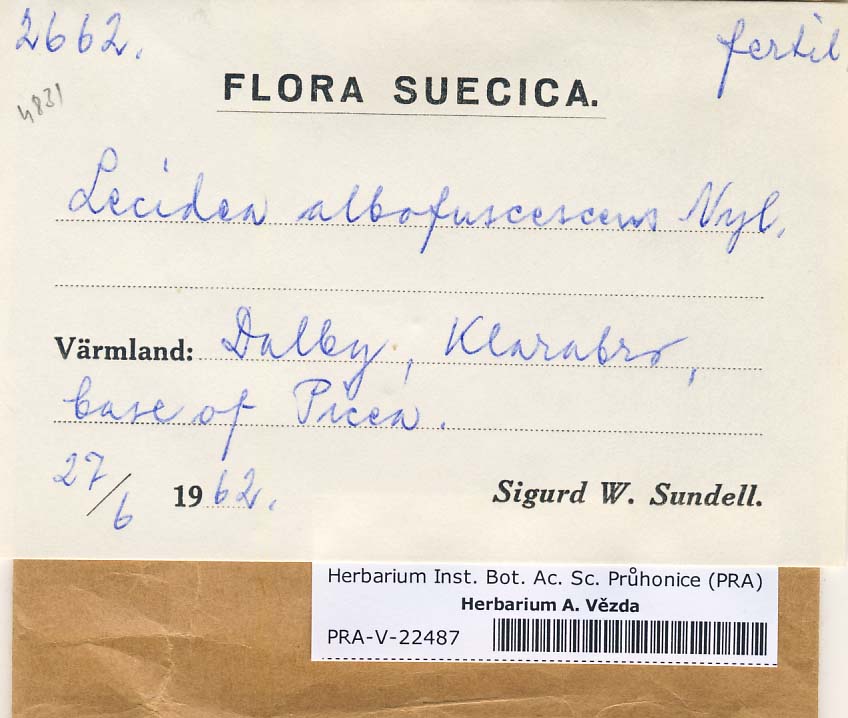 2662.
fertil
4831
FLORA SUECICA.
Lecidea albofuscescens Nyl.
Värmland: Dalby, Klarabro,
base of Picea.
27/6 1962.
Sigurd W. Sundell.
Herbarium Inst. Bot. Ac. Sc. Průhonice (PRA)
Herbarium A. Vězda
PRA-V-22487